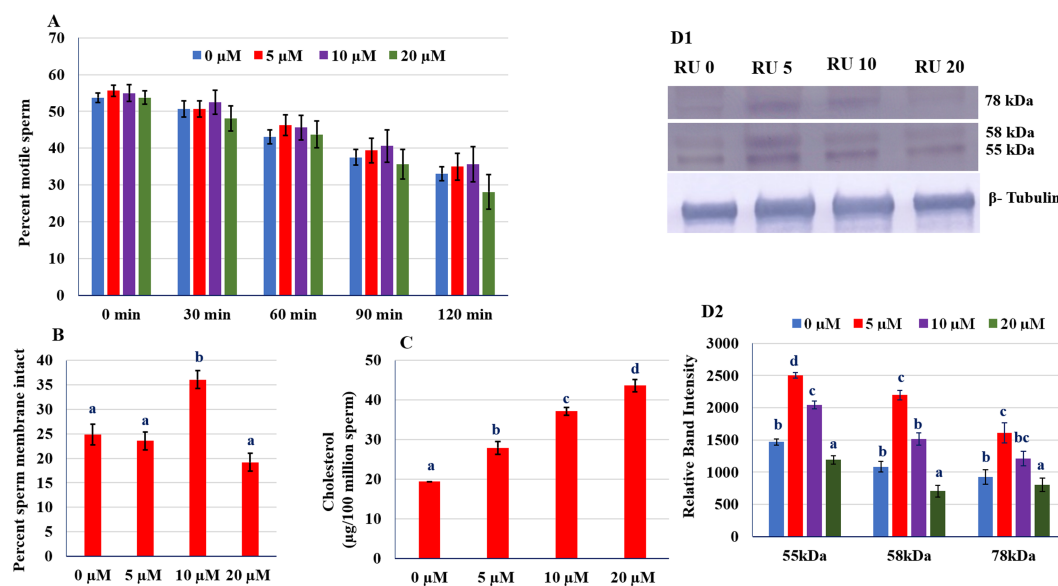 A
Percent motile sperm
0 µM 5 µM 10 µM 20 µM
70
60
50
40
30
20
10
0
0 min 30 min 60 min 90 min 120 min
D1
RU 0 RU 5 RU 10 RU 20
78 kDa
58 kDa
55 kDa
β- Tubulin
B
Percent sperm membrane intact
40
35
30
25
20
15
10
5
0
a a b a
0 µM 5 µM 10 µM 20 µM
C
Cholesterol
(µg/100 million sperm)
50
40
30
20
10
0
a b c d
0 µM 5 µM 10 µM 20 µM
D2
0 µM 5 µM 10 µM 20 µM
Relative Band Intensity
3000
2500
2000
1500
1000
500
0
b d c a b c b a b c bc a
55kDa 58kDa 78kDa